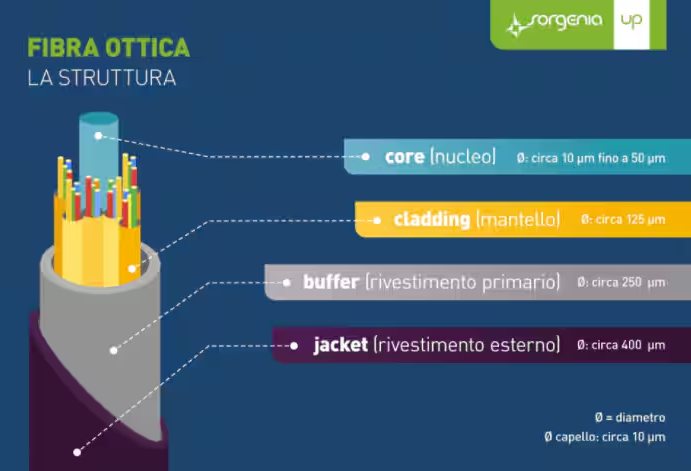 sorgenia UP
FIBRA OTTICA
LA STRUTTURA
core (nucleo) Ø: circa 10 µm fino a 50 µm
cladding (mantello) Ø: circa 125 µm
buffer (rivestimento primario) Ø: circa 250 µm
jacket (rivestimento esterno) Ø: circa 400 µm
Ø = diametro
Ø capello: circa 10 µm